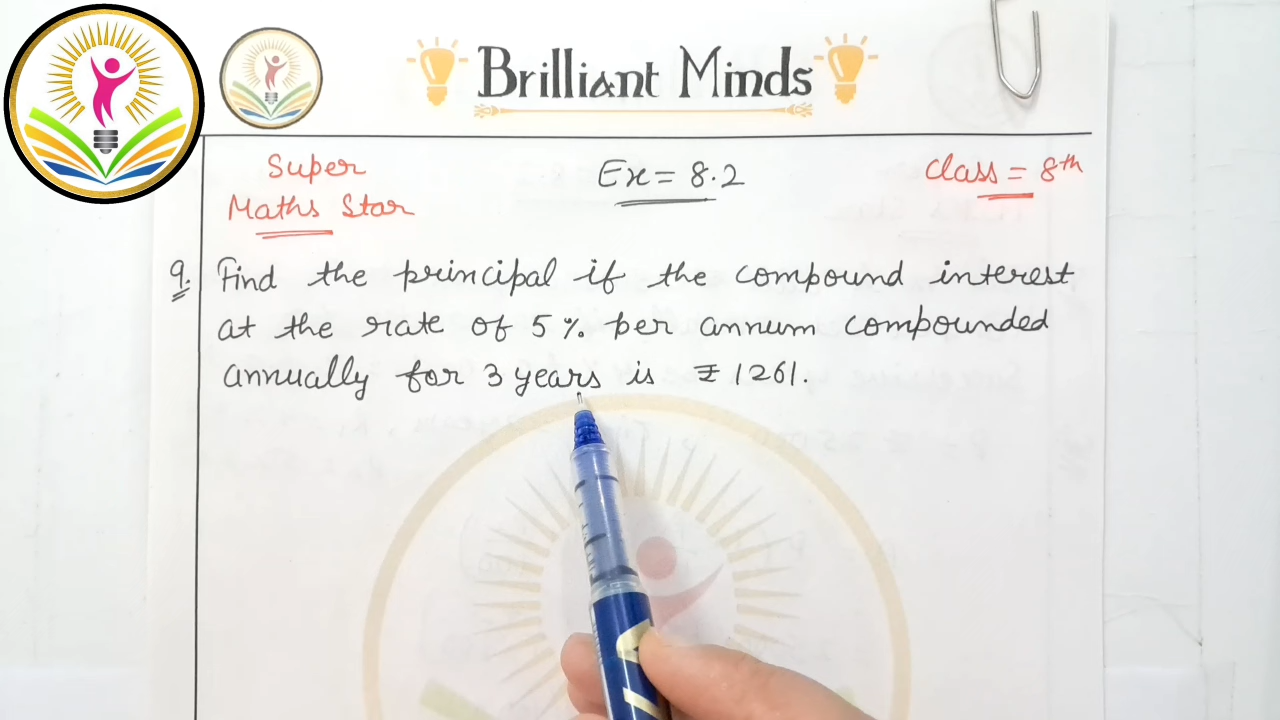 Brilliant Minds
Super
Maths Star
Ex = 8.2
Class = 8th
9. Find the principal if the compound interest
at the rate of 5% per annum compounded
annually for 3 years is ₹ 1261.